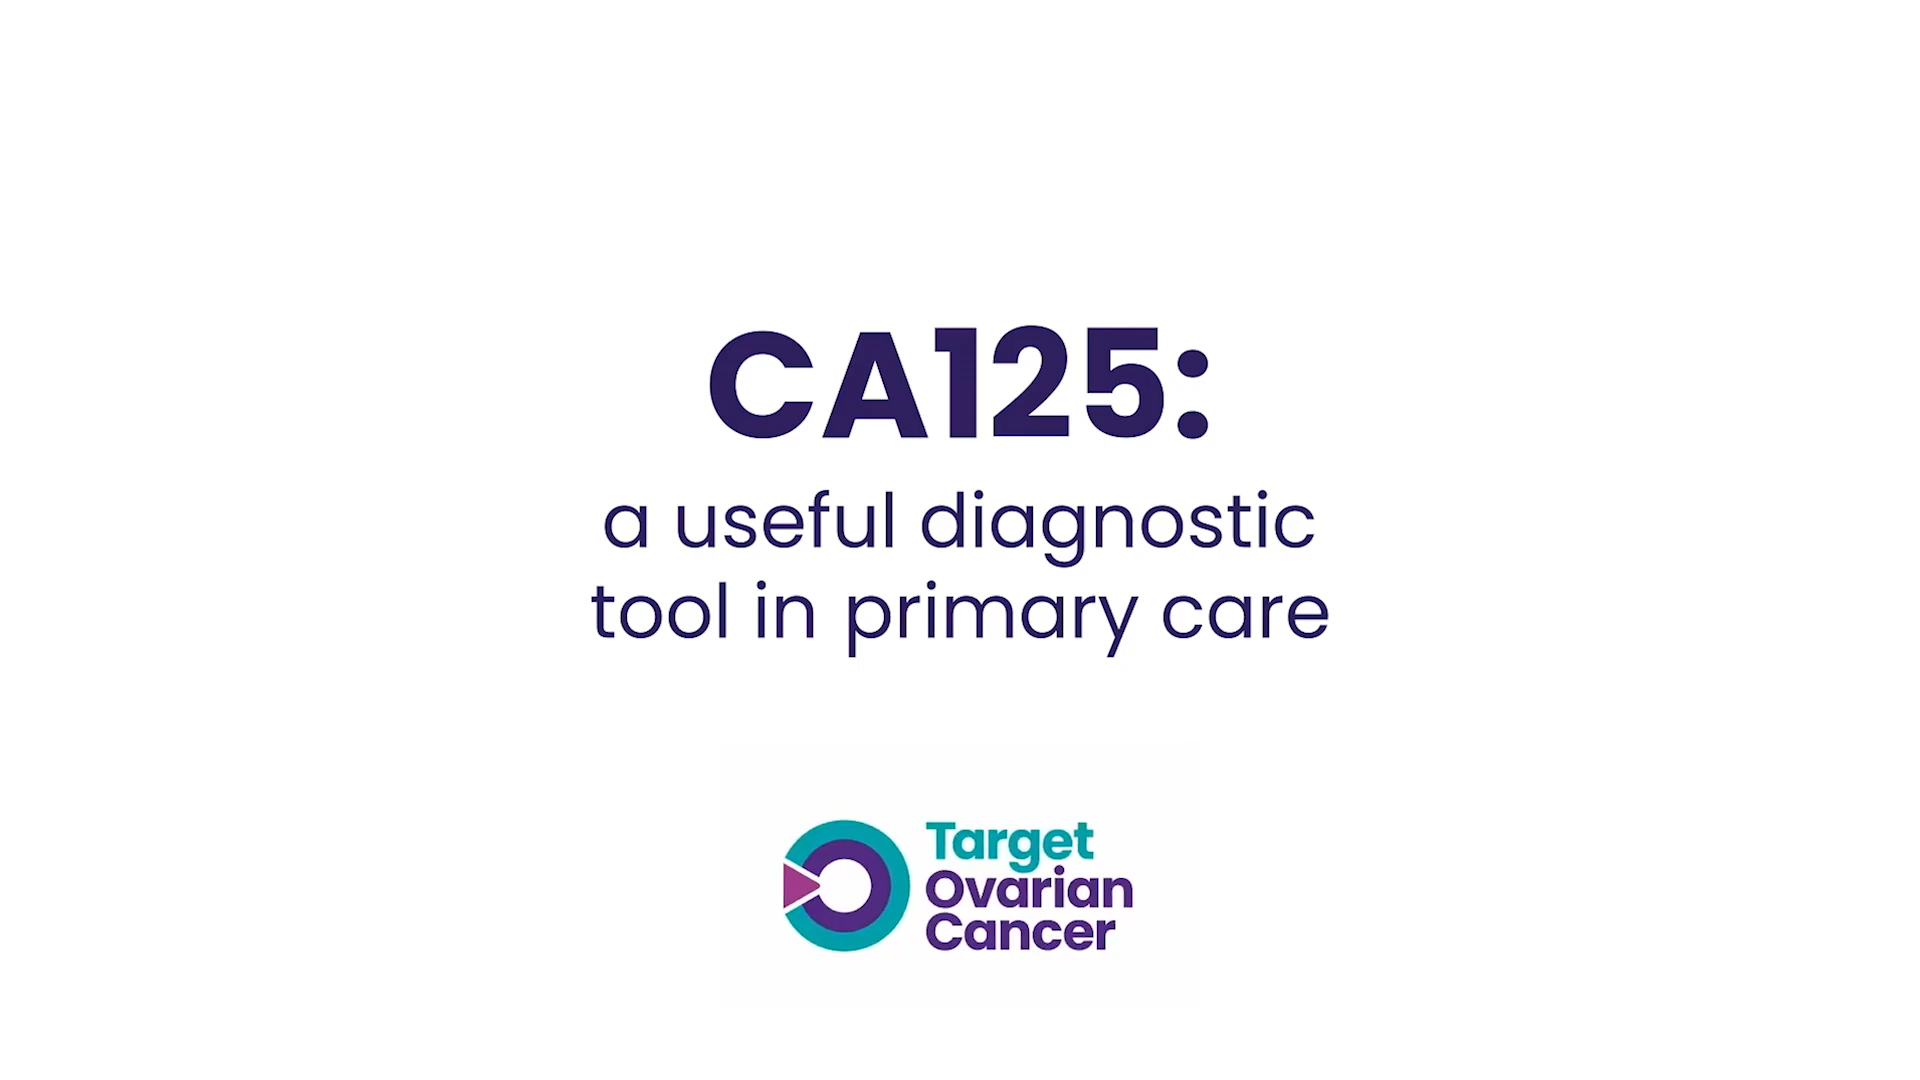 CA125:
a useful diagnostic
tool in primary care
Target
Ovarian
Cancer